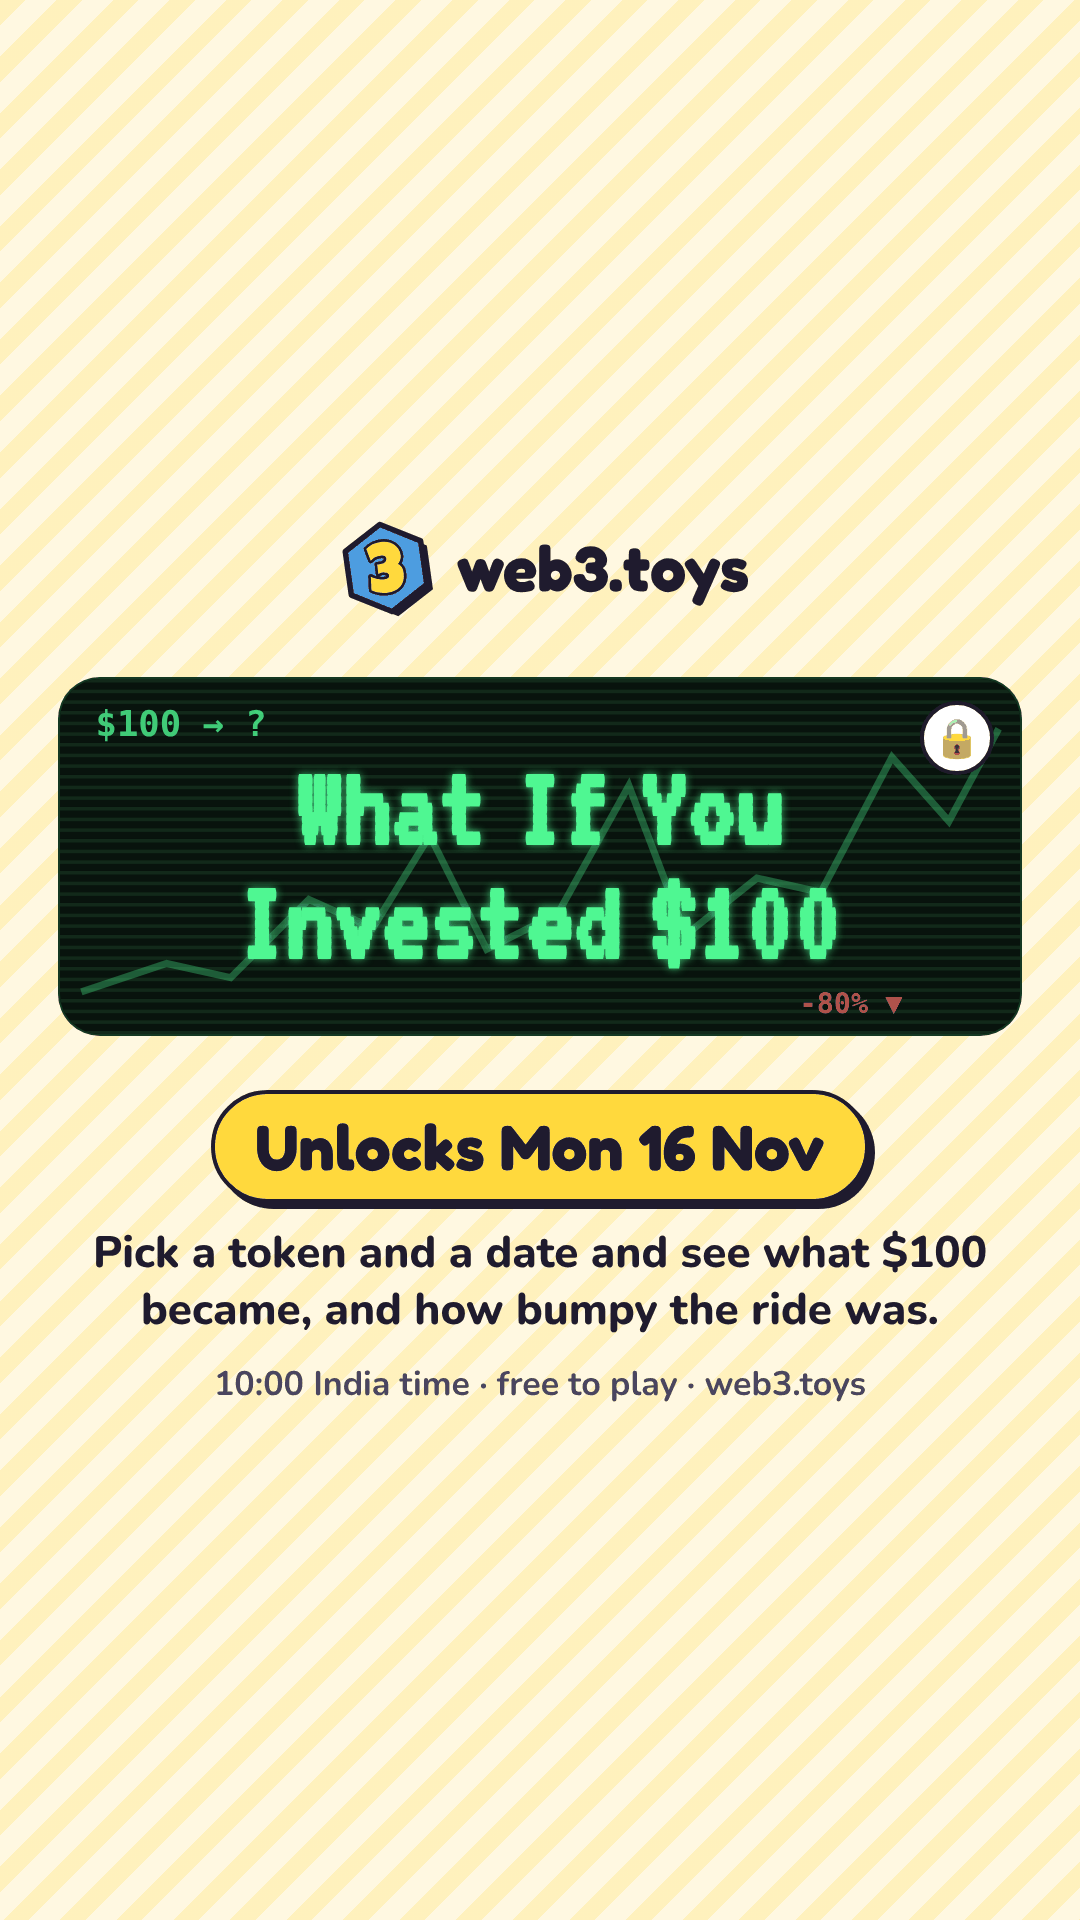 3 web3.toys
$100 → ?
What If You
Invested $100
-80% ▼
Unlocks Mon 16 Nov
Pick a token and a date and see what $100
became, and how bumpy the ride was.
10:00 India time · free to play · web3.toys